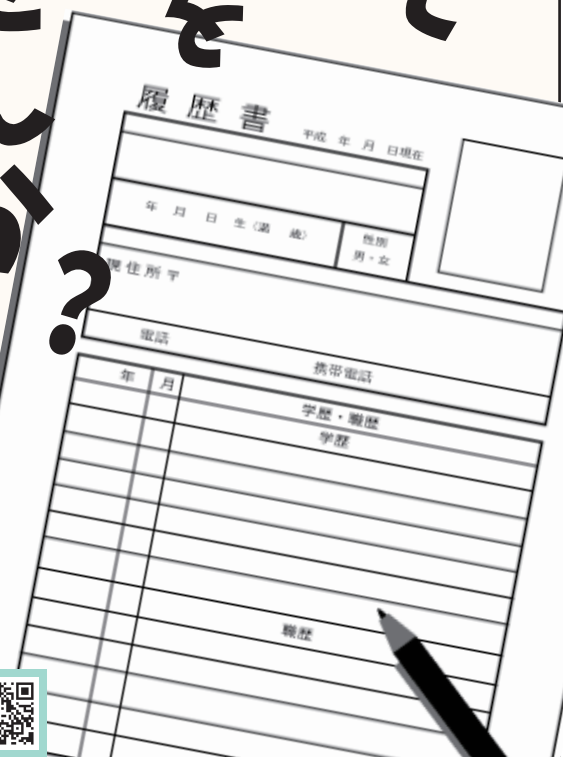 履歴書
平成 年 月 日現在
年 月 日 生（満 歳）
性別
男・女
現住所 〒
電話
携帯電話
年 月
学歴・職歴
学歴
職歴
?